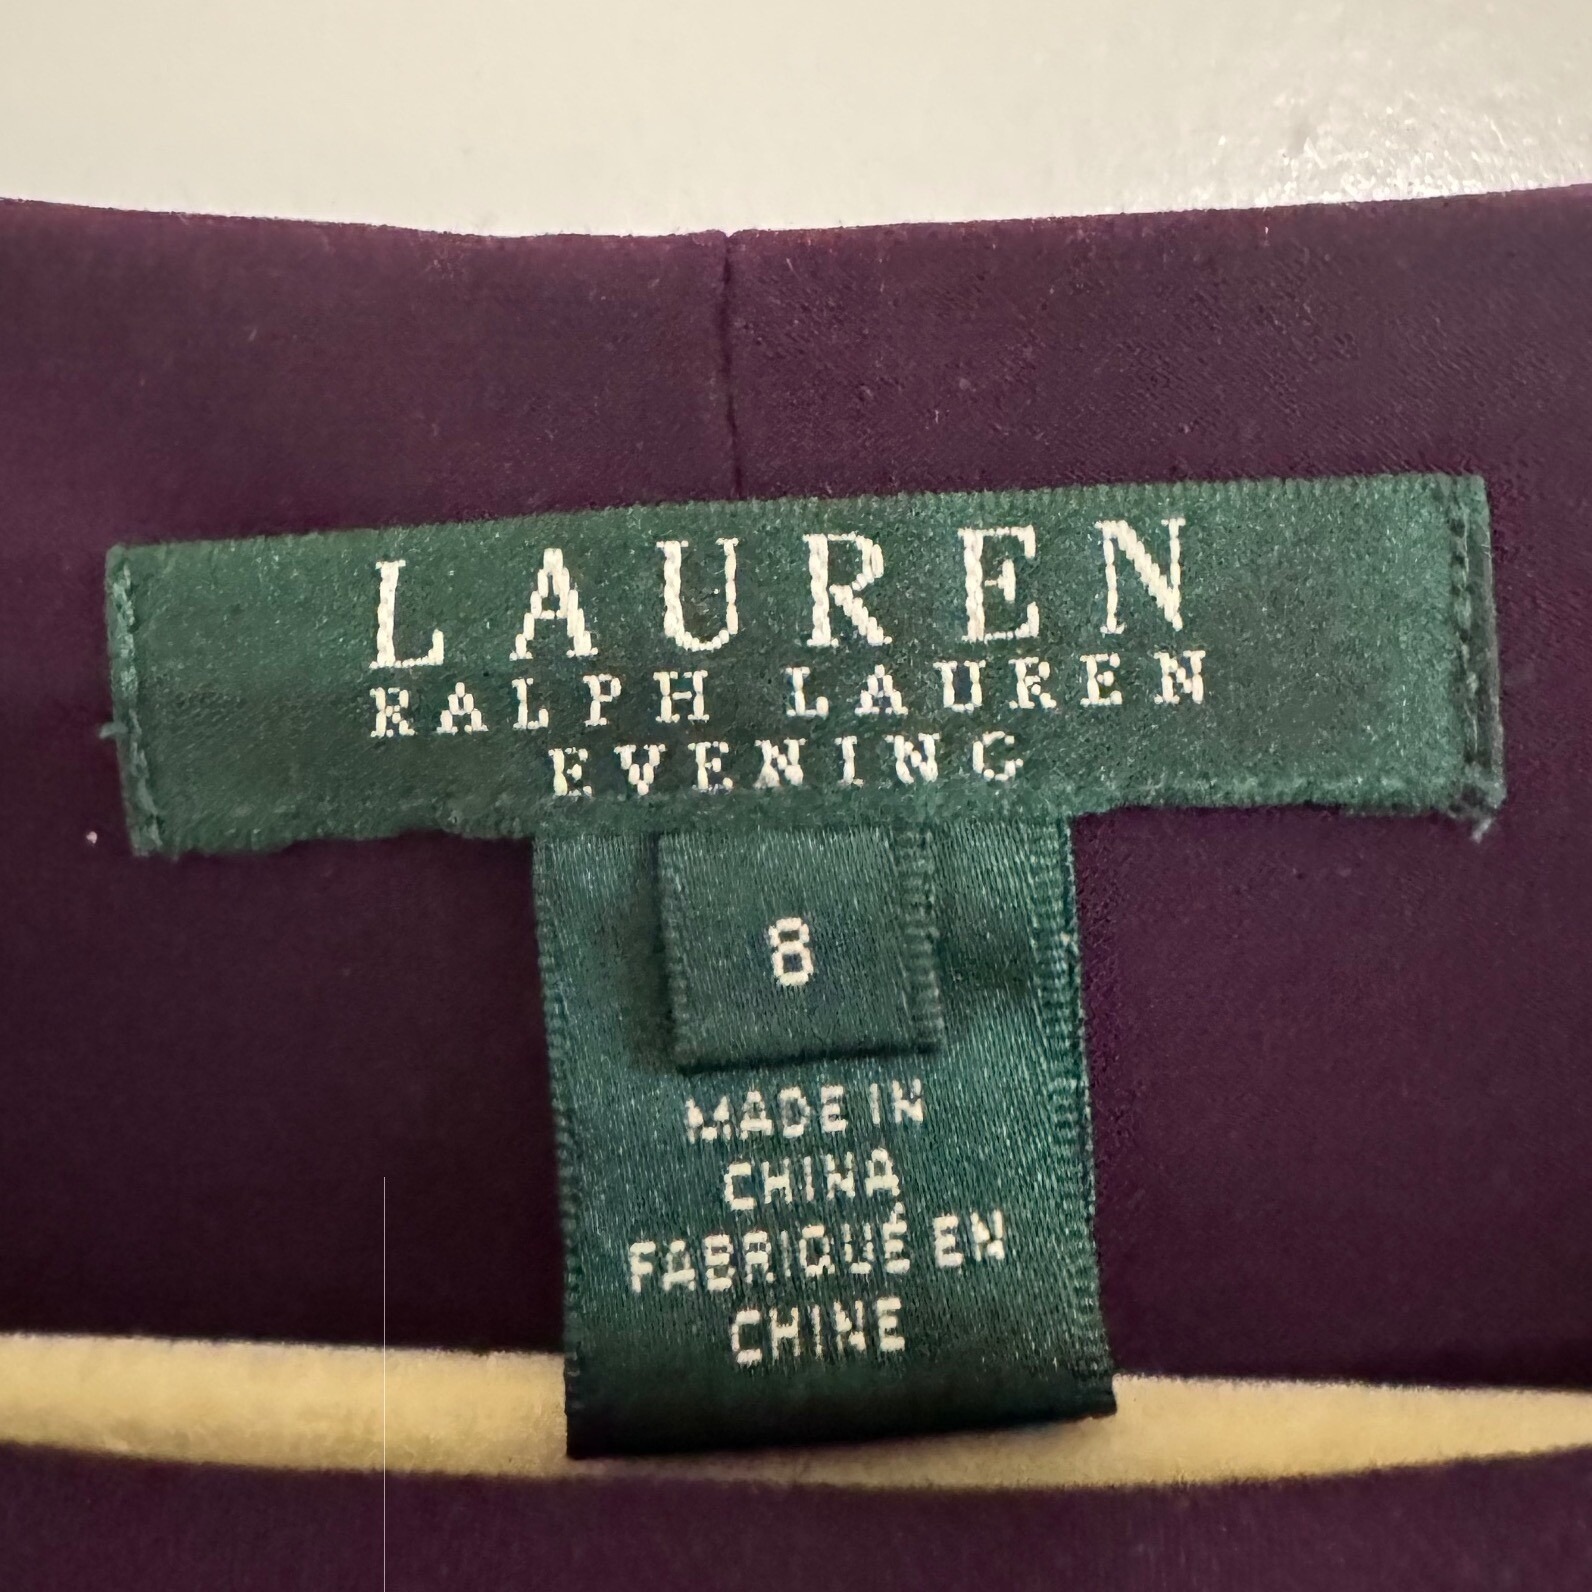 LAUREN
RALPH LAUREN
EVENING
8
MADE IN
CHINA
FABRIQUÉ EN
CHINE